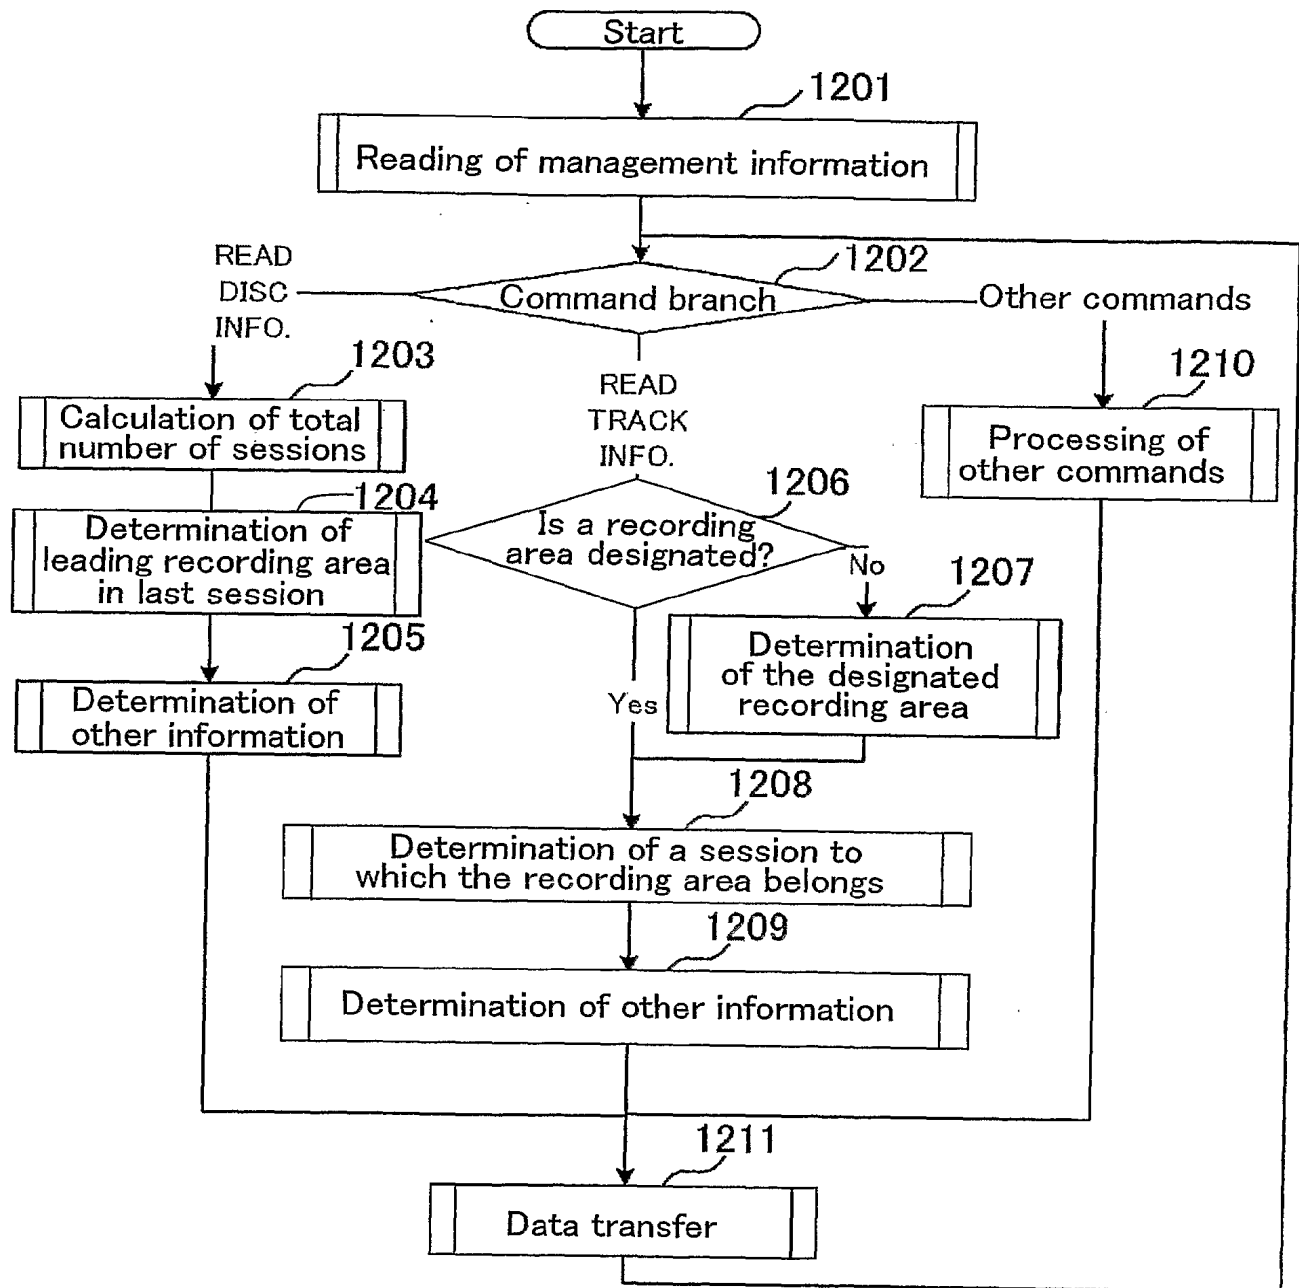 Start
1201
Reading of management information
READ
DISC
INFO.
1202
Command branch
Other commands
1203
Calculation of total
number of sessions
READ
TRACK
INFO.
1210
Processing of
other commands
1204
Determination of
leading recording area
in last session
1206
Is a recording
area designated?
No
1207
Determination
of the designated
recording area
Yes
1205
Determination of
other information
1208
Determination of a session to
which the recording area belongs
1209
Determination of other information
1211
Data transfer